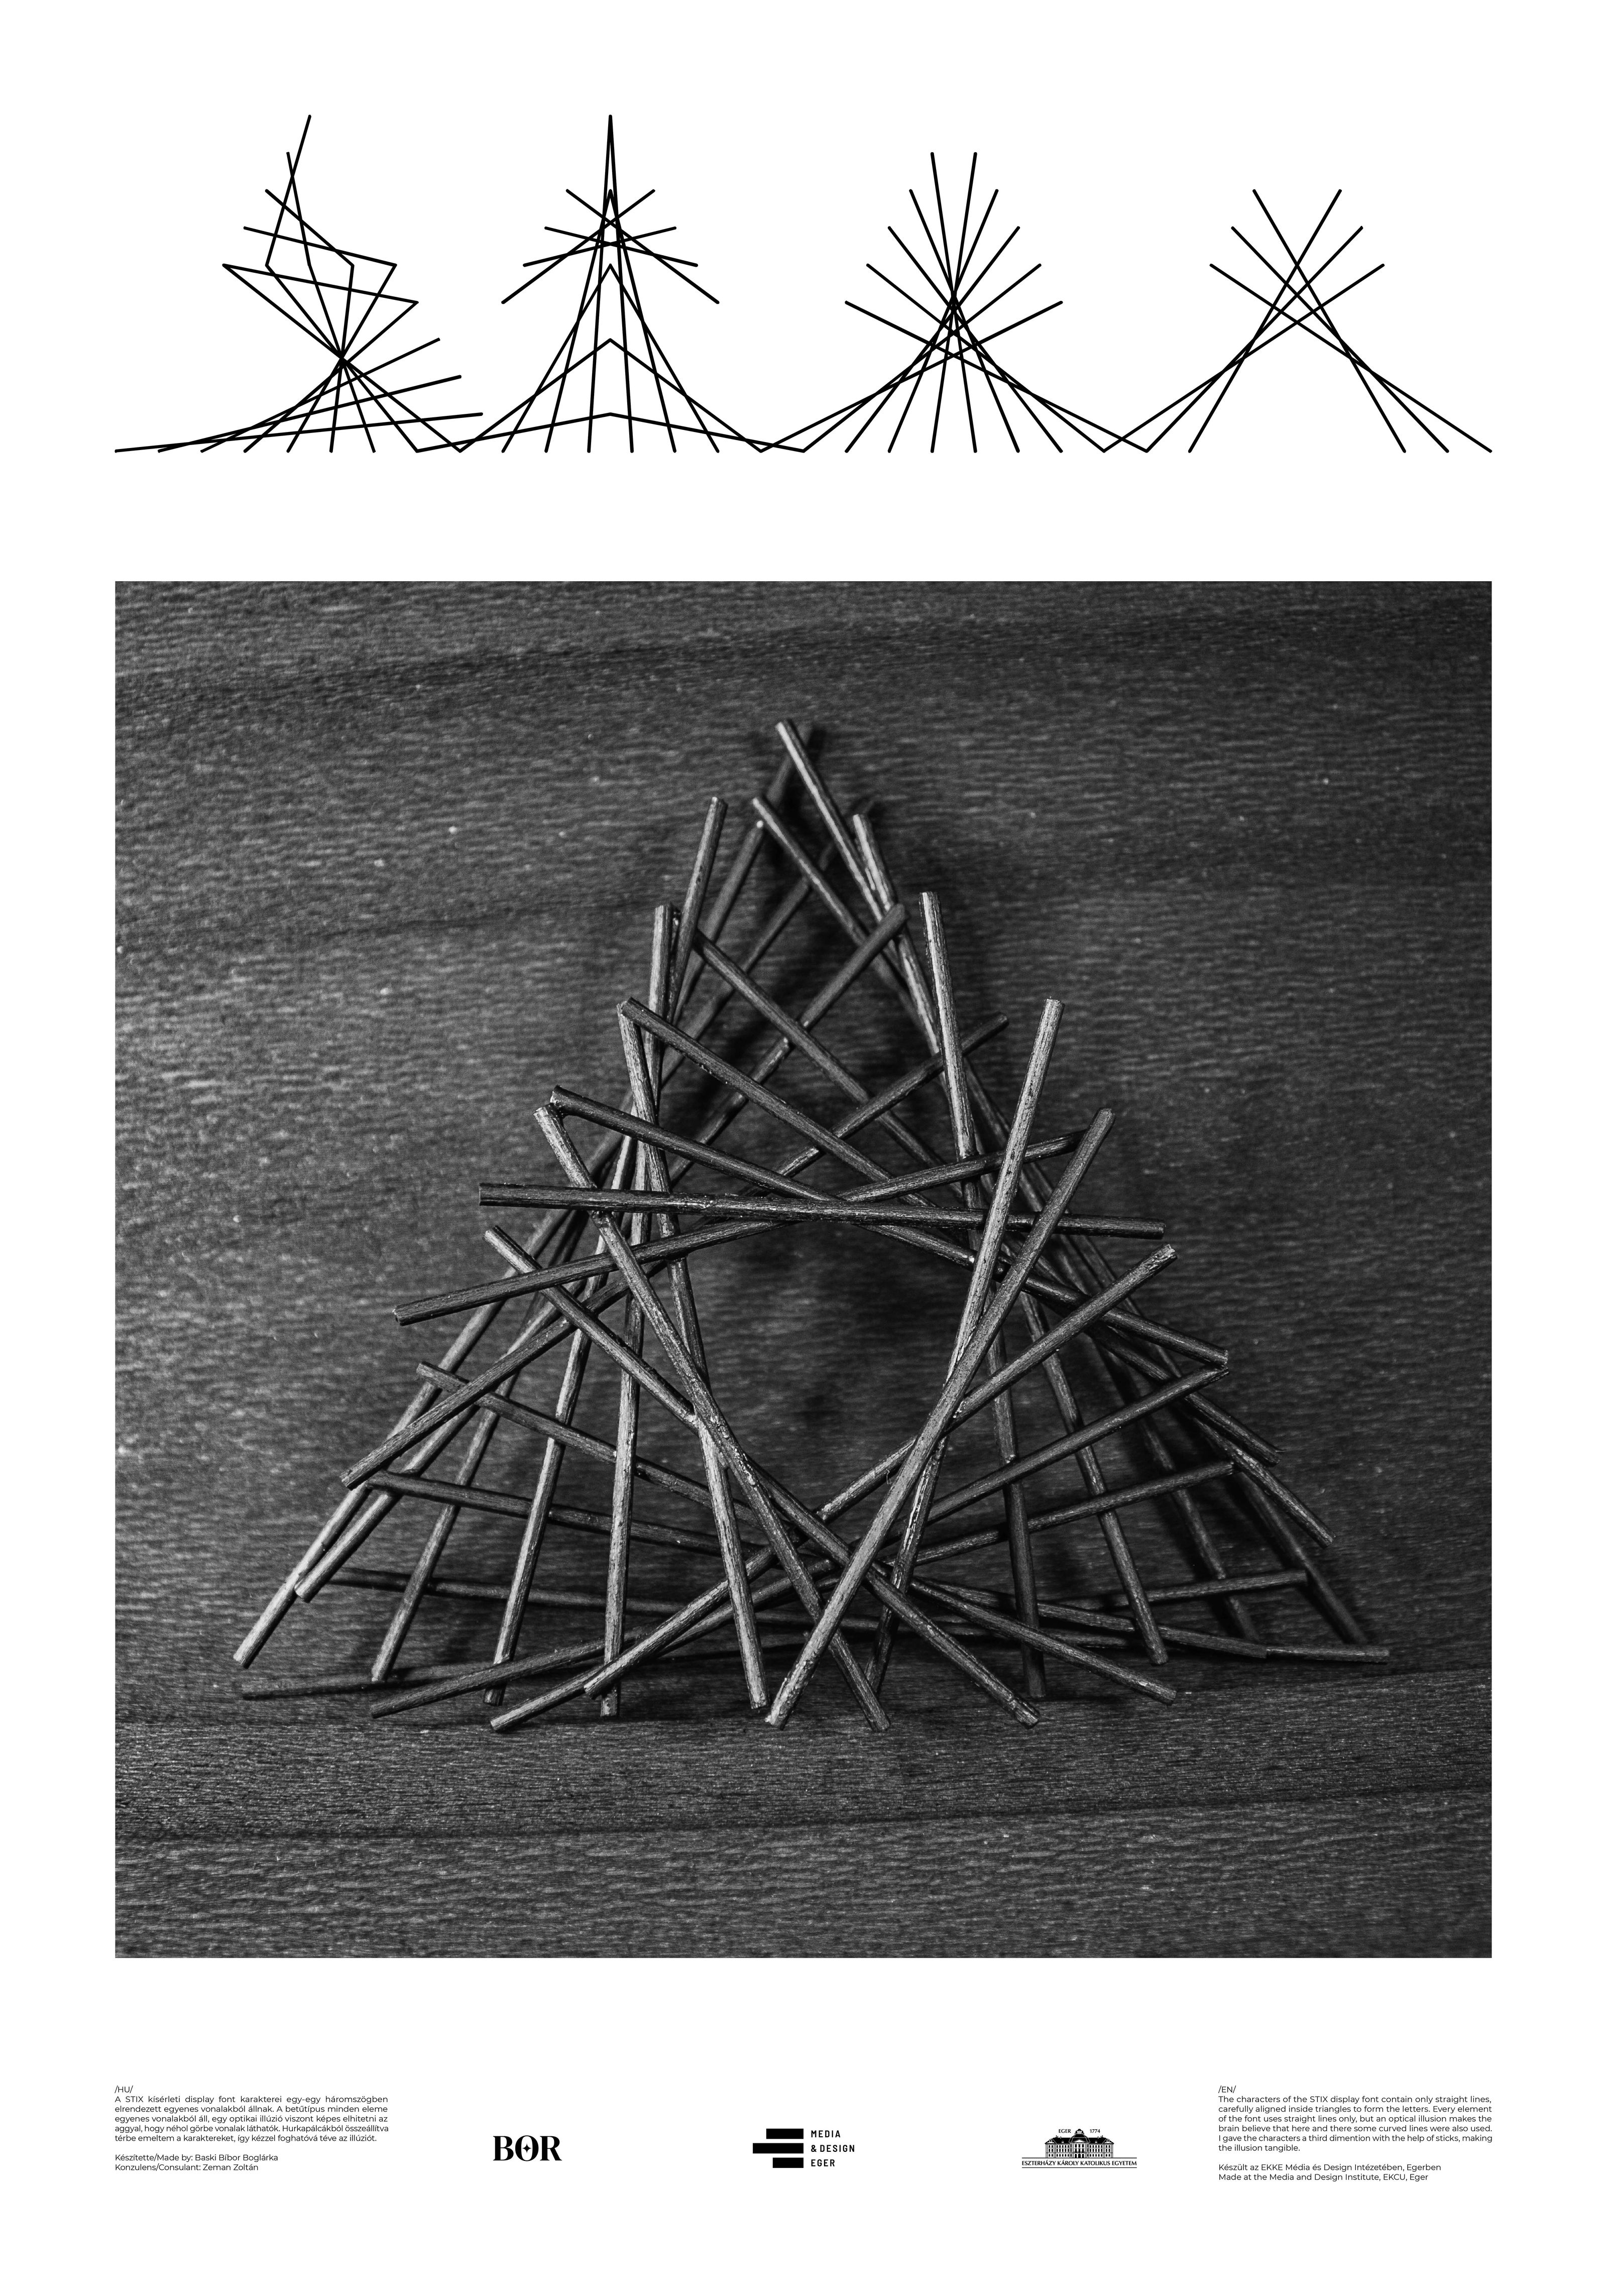 STIX
/HU/
A STIX kísérleti display font karakterei egy-egy háromszögben
elrendezett egyenes vonalakból állnak. A betűtípus minden eleme
egyenes vonalakból áll, egy optikai illúzió viszont képes elhitetni az
aggyal, hogy néhol görbe vonalak láthatók. Hurkapálcákból összeállítva
térbe emeltem a karaktereket, így kézzel foghatóvá téve az illúziót.
Készítette/Made by: Baski Bíbor Boglárka
Konzulens/Consulant: Zeman Zoltán
BOR
MEDIA
& DESIGN
EGER
EGER 1774
ESZTERHÁZY KÁROLY KATOLIKUS EGYETEM
/EN/
The characters of the STIX display font contain only straight lines,
carefully aligned inside triangles to form the letters. Every element
of the font uses straight lines only, but an optical illusion makes the
brain believe that here and there some curved lines were also used.
I gave the characters a third dimention with the help of sticks, making
the illusion tangible.
Készült az EKKE Média és Design Intézetében, Egerben
Made at the Media and Design Institute, EKCU, Eger